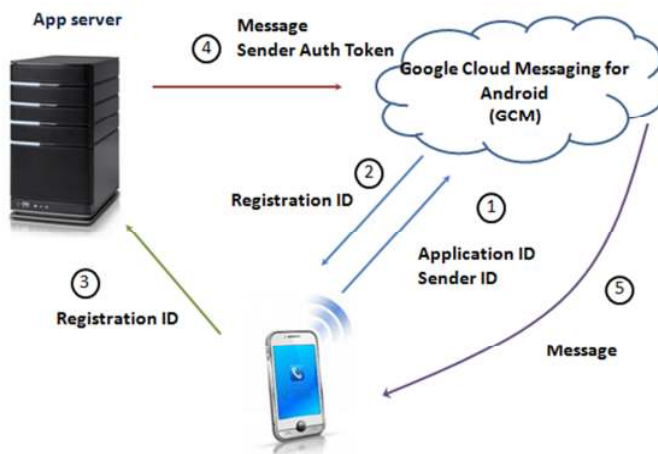 App server
4
Message
Sender Auth Token
Google Cloud Messaging for
Android
(GCM)
2
Registration ID
1
Application ID
Sender ID
3
Registration ID
5
Message